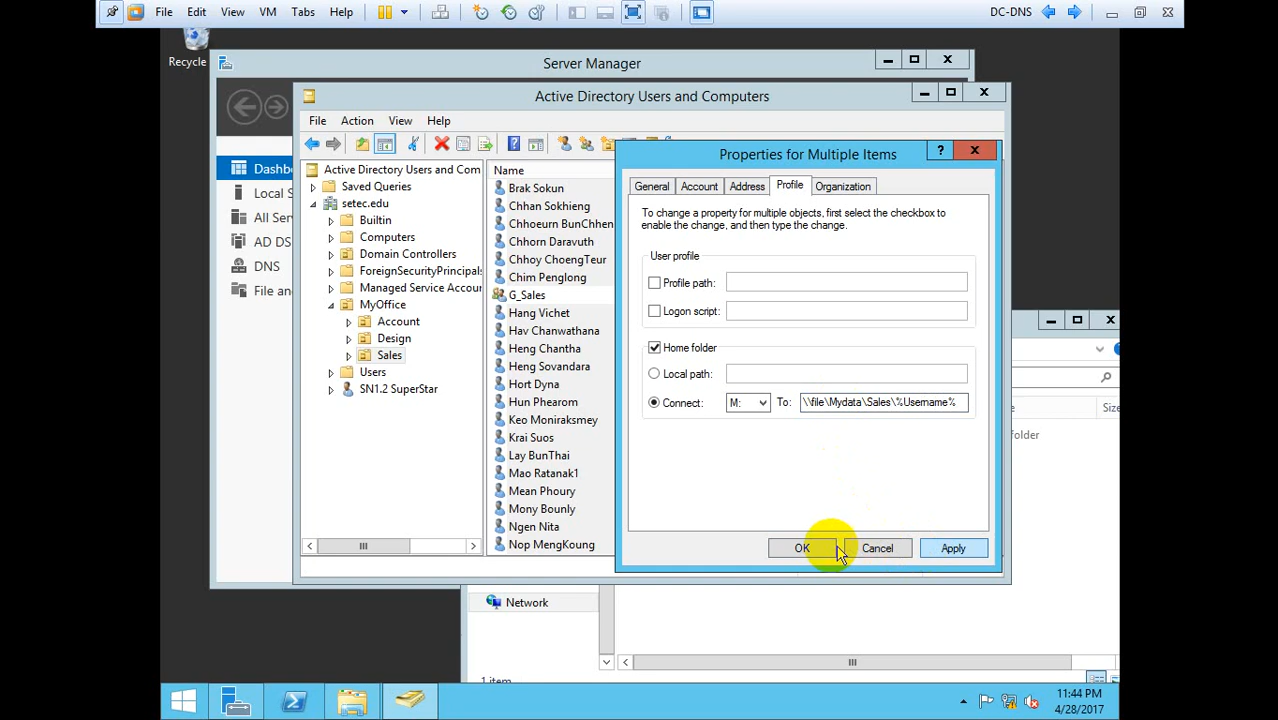 File Edit View VM Tabs Help
DC-DNS
Recycle
Server Manager
Active Directory Users and Computers
File Action View Help
Dashbo
Local S
All Serv
AD DS
DNS
File an
Active Directory Users and Com
Saved Queries
setec.edu
Builtin
Computers
Domain Controllers
ForeignSecurityPrincipals
Managed Service Accou
MyOffice
Account
Design
Sales
Users
SN1.2 SuperStar
Name
Brak Sokun
Chhan Sokhieng
Chhoeurn BunChhen
Chhorn Daravuth
Chhoy ChoengTeur
Chim Penglong
G_Sales
Hang Vichet
Hav Chanwathana
Heng Chantha
Heng Sovandara
Hort Dyna
Hun Phearom
Keo Moniraksmey
Krai Suos
Lay BunThai
Mao Ratanak1
Mean Phoury
Mony Bounly
Ngen Nita
Nop MengKoung
Properties for Multiple Items
?
General Account Address Profile Organization
To change a property for multiple objects, first select the checkbox to
enable the change, and then type the change.
User profile
Profile path:
Logon script:
Home folder
Local path:
Connect: M: To: \\file\Mydata\Sales\%Username%
OK Cancel Apply
Size
folder
Network
1 item
11:44 PM
4/28/2017